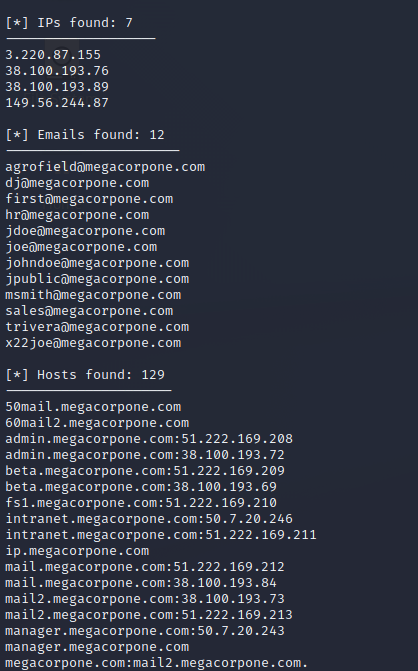 [*] IPs found: 7
-------------------
3.220.87.155
38.100.193.76
38.100.193.89
149.56.244.87
[*] Emails found: 12
----------------------
agrofield@megacorpone.com
dj@megacorpone.com
first@megacorpone.com
hr@megacorpone.com
jdoe@megacorpone.com
joe@megacorpone.com
johndoe@megacorpone.com
jpublic@megacorpone.com
msmith@megacorpone.com
sales@megacorpone.com
trivera@megacorpone.com
x22joe@megacorpone.com
[*] Hosts found: 129
---------------------
50mail.megacorpone.com
60mail2.megacorpone.com
admin.megacorpone.com:51.222.169.208
admin.megacorpone.com:38.100.193.72
beta.megacorpone.com:51.222.169.209
beta.megacorpone.com:38.100.193.69
fs1.megacorpone.com:51.222.169.210
intranet.megacorpone.com:50.7.20.246
intranet.megacorpone.com:51.222.169.211
ip.megacorpone.com
mail.megacorpone.com:51.222.169.212
mail.megacorpone.com:38.100.193.84
mail2.megacorpone.com:38.100.193.73
mail2.megacorpone.com:51.222.169.213
manager.megacorpone.com:50.7.20.243
manager.megacorpone.com
megacorpone.com:mail2.megacorpone.com.